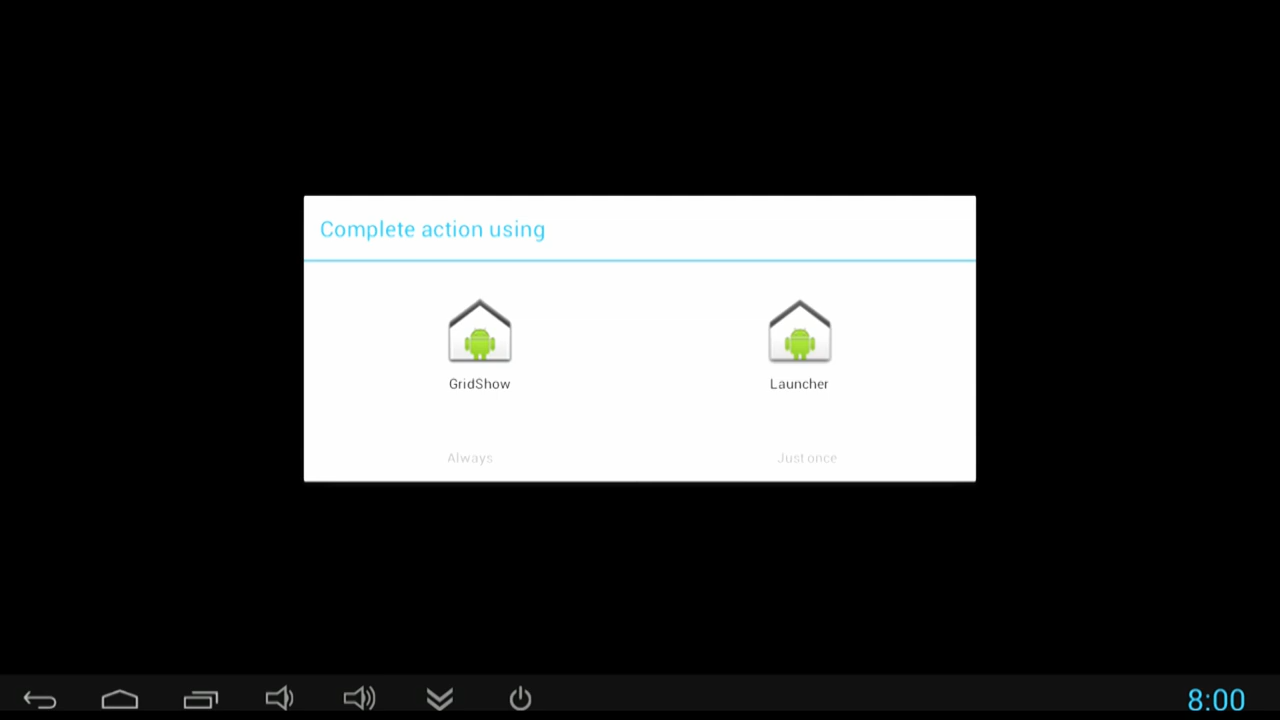 Complete action using
GridShow
Launcher
Always
Just once
8:00